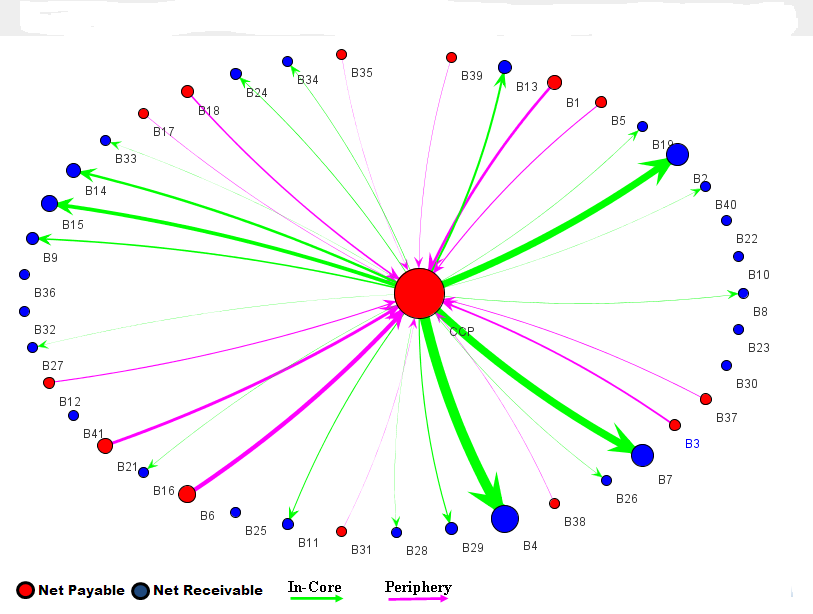 B35
B39
B34
B13
B24
B1
B18
B5
B17
B19
B33
B2
B14
B40
B15
B22
B9
B10
B36
B8
B32
CCP
B23
B27
B30
B12
B37
B41
B3
B21
B7
B16
B26
B6
B38
B25
B11
B4
B29
B31
B28
Net Payable Net Receivable In-Core Periphery